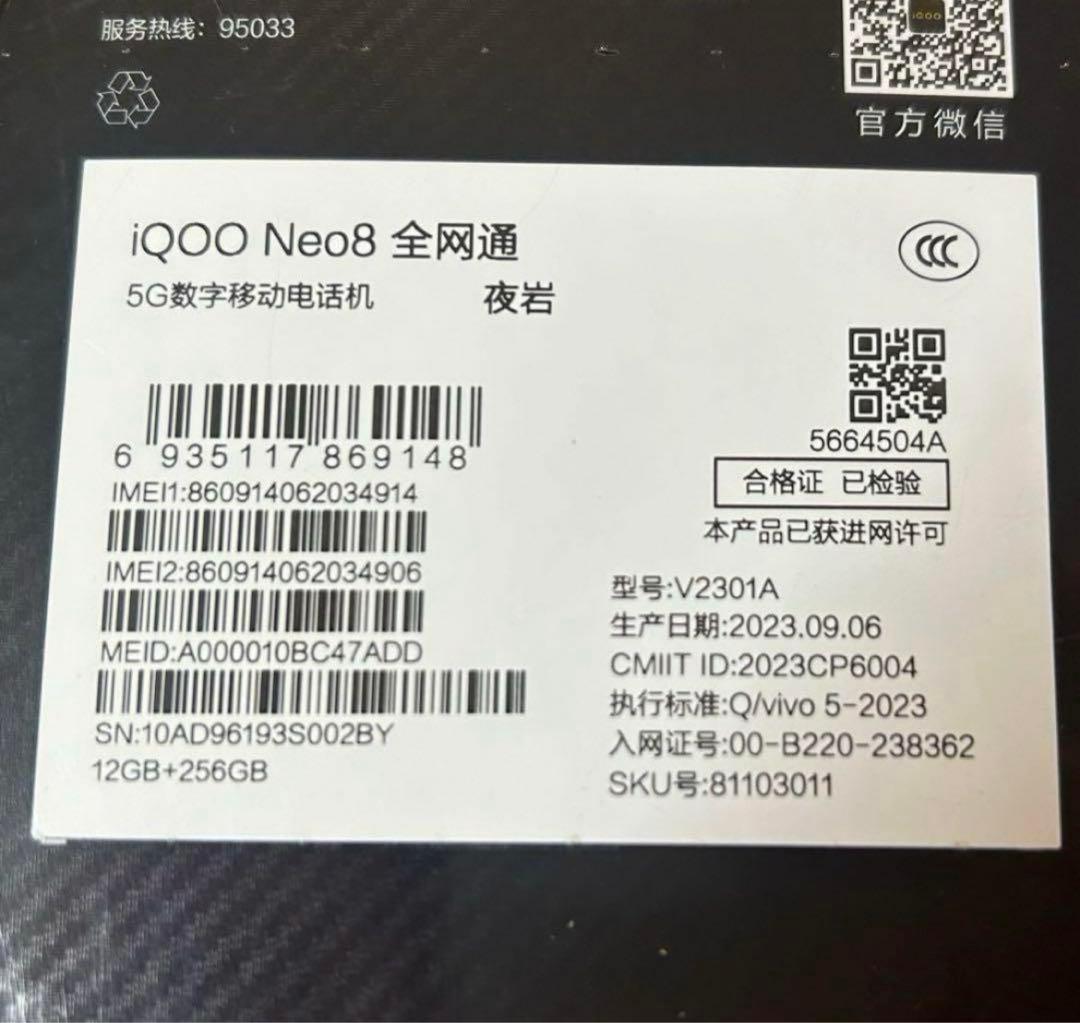 服务热线：95033
iQOO
官方微信
iQOO Neo8 全网通
5G数字移动电话机 夜岩
6 935117 869148
IMEI1:860914062034914
IMEI2:860914062034906
MEID:A000010BC47ADD
SN:10AD96193S002BY
12GB+256GB
CCC
5664504A
合格证 已检验
本产品已获进网许可
型号:V2301A
生产日期:2023.09.06
CMIIT ID:2023CP6004
执行标准:Q/vivo 5-2023
入网证号:00-B220-238362
SKU号:81103011